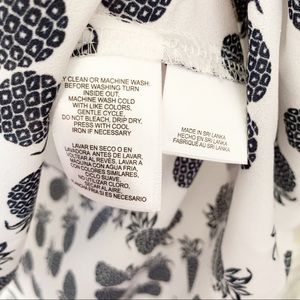 Y CLEAN OR MACHINE WASH:
BEFORE WASHING TURN
INSIDE OUT,
MACHINE WASH COLD
WITH LIKE COLORS,
GENTLE CYCLE,
DO NOT BLEACH, DRIP DRY.
PRESS WITH COOL
IRON IF NECESSARY
LAVAR EN SECO O EN
LAVADORA ANTES DE LAVAR,
VOLTEAR AL REVÉS, LAVAR A
MAQUINA CON AGUA FRIA
CON COLORES SIMILARES,
CICLO SUAVE.
NO UTILIZAR CLORO,
SECAR AL AIRE.
FRIA SI ES NECESARIO
MADE IN SRI LANKA
HECHO EN SRI LANKA
FABRIQUÉ AU SRI LANKA